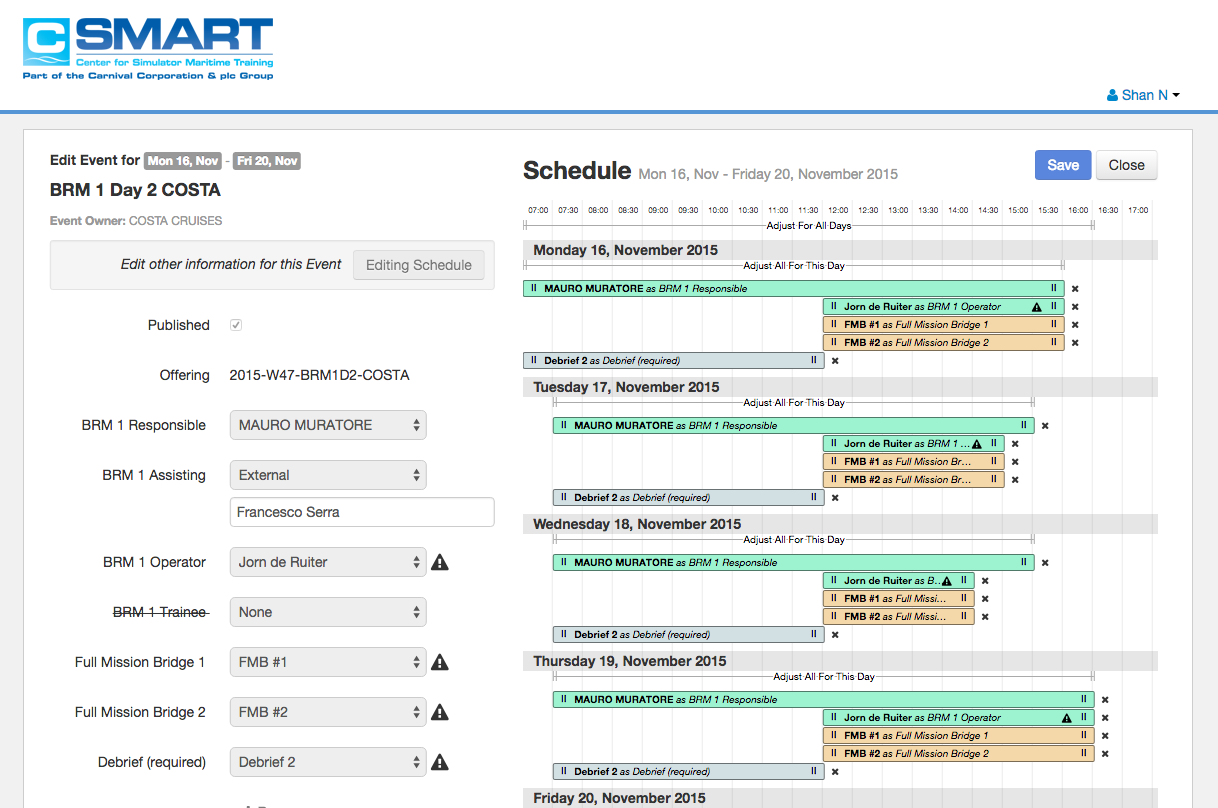 C SMART
Center for Simulator Maritime Training
Part of the Carnival Corporation & plc Group
Shan N
Edit Event for Mon 16, Nov - Fri 20, Nov
BRM 1 Day 2 COSTA
Event Owner: COSTA CRUISES
Edit other information for this Event Editing Schedule
Published
Offering 2015-W47-BRM1D2-COSTA
BRM 1 Responsible MAURO MURATORE
BRM 1 Assisting External
Francesco Serra
BRM 1 Operator Jorn de Ruiter
BRM 1 Trainee None
Full Mission Bridge 1 FMB #1
Full Mission Bridge 2 FMB #2
Debrief (required) Debrief 2
Schedule Mon 16, Nov - Friday 20, November 2015
Save Close
07:00 07:30 08:00 08:30 09:00 09:30 10:00 10:30 11:00 11:30 12:00 12:30 13:00 13:30 14:00 14:30 15:00 15:30 16:00 16:30 17:00
Adjust For All Days
Monday 16, November 2015
Adjust All For This Day
MAURO MURATORE as BRM 1 Responsible
Jorn de Ruiter as BRM 1 Operator
FMB #1 as Full Mission Bridge 1
FMB #2 as Full Mission Bridge 2
Debrief 2 as Debrief (required)
Tuesday 17, November 2015
Adjust All For This Day
MAURO MURATORE as BRM 1 Responsible
Jorn de Ruiter as BRM 1 ...
FMB #1 as Full Mission Br...
FMB #2 as Full Mission Br...
Debrief 2 as Debrief (required)
Wednesday 18, November 2015
Adjust All For This Day
MAURO MURATORE as BRM 1 Responsible
Jorn de Ruiter as B...
FMB #1 as Full Missi...
FMB #2 as Full Missi...
Debrief 2 as Debrief (required)
Thursday 19, November 2015
Adjust All For This Day
MAURO MURATORE as BRM 1 Responsible
Jorn de Ruiter as BRM 1 Operator
FMB #1 as Full Mission Bridge 1
FMB #2 as Full Mission Bridge 2
Debrief 2 as Debrief (required)
Friday 20, November 2015